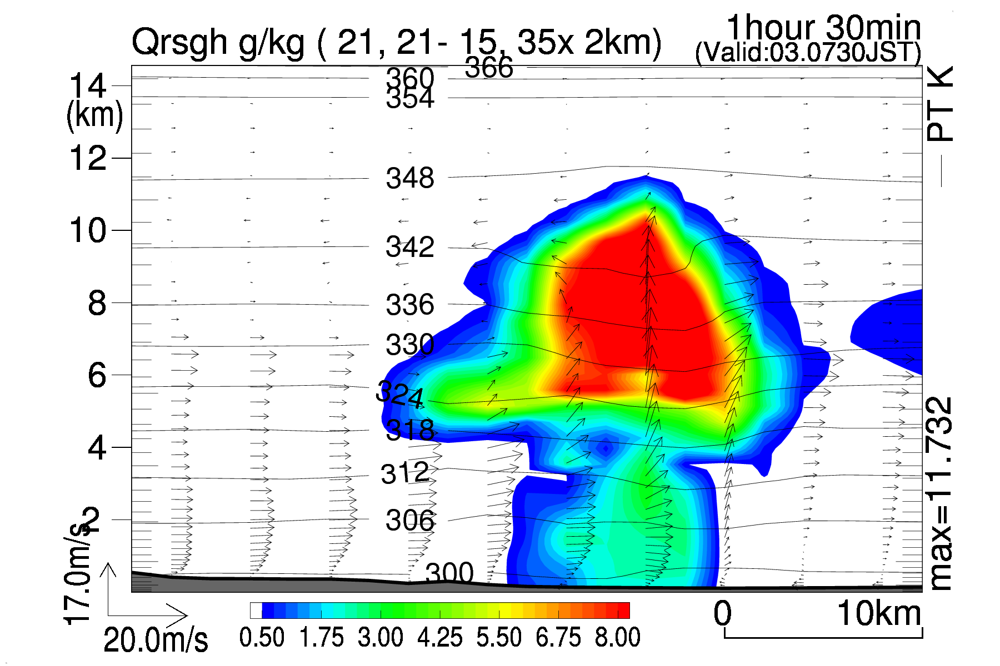 Qrsgh g/kg ( 21, 21- 15, 35x 2km)
1hour 30min
(Valid:03.0730JST)
14
(km)
12
10
8
6
4
2
366
360
354
348
342
336
330
324
318
312
306
300
— PT K
max=11.732
17.0m/s
20.0m/s
0.50 1.75 3.00 4.25 5.50 6.75 8.00
0 10km